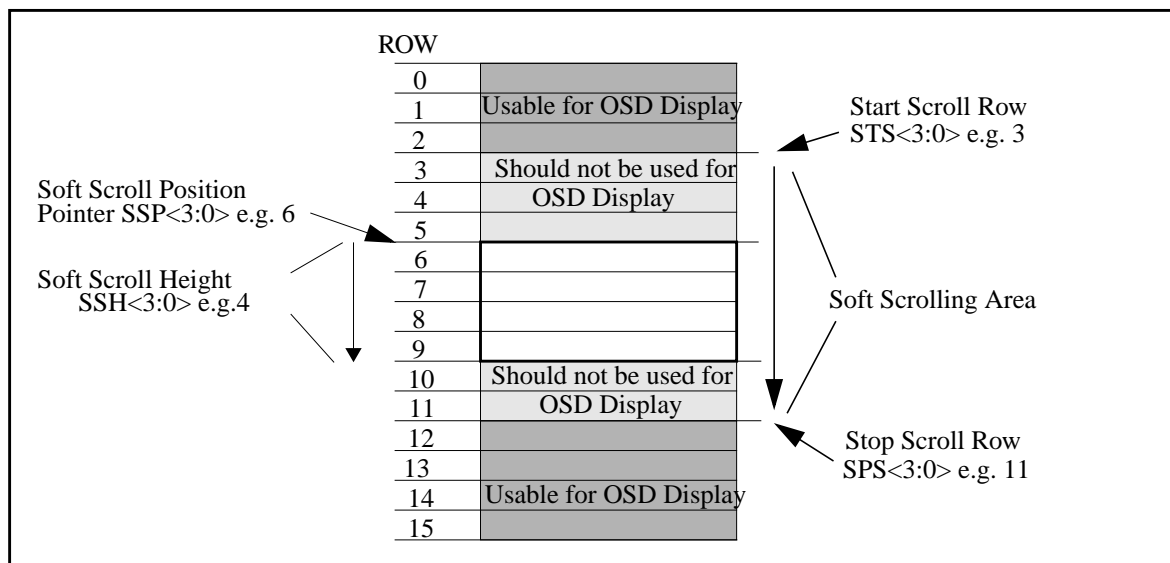 ROW
0
1
2
3
4
5
6
7
8
9
10
11
12
13
14
15
Usable for OSD Display
Should not be used for
OSD Display
Should not be used for
OSD Display
Usable for OSD Display
Soft Scroll Position
Pointer SSP<3:0> e.g. 6
Soft Scroll Height
SSH<3:0> e.g.4
Start Scroll Row
STS<3:0> e.g. 3
Soft Scrolling Area
Stop Scroll Row
SPS<3:0> e.g. 11